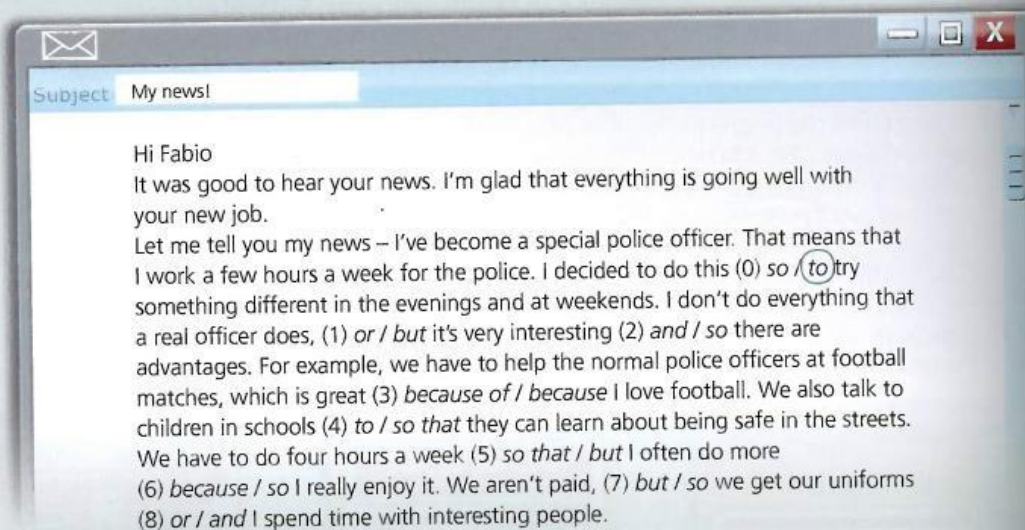 X
Subject My news!
Hi Fabio
It was good to hear your news. I'm glad that everything is going well with
your new job.
Let me tell you my news – I've become a special police officer. That means that
I work a few hours a week for the police. I decided to do this (0) so / to try
something different in the evenings and at weekends. I don't do everything that
a real officer does, (1) or / but it's very interesting (2) and / so there are
advantages. For example, we have to help the normal police officers at football
matches, which is great (3) because of / because I love football. We also talk to
children in schools (4) to / so that they can learn about being safe in the streets.
We have to do four hours a week (5) so that / but I often do more
(6) because / so I really enjoy it. We aren't paid, (7) but / so we get our uniforms
(8) or / and I spend time with interesting people.